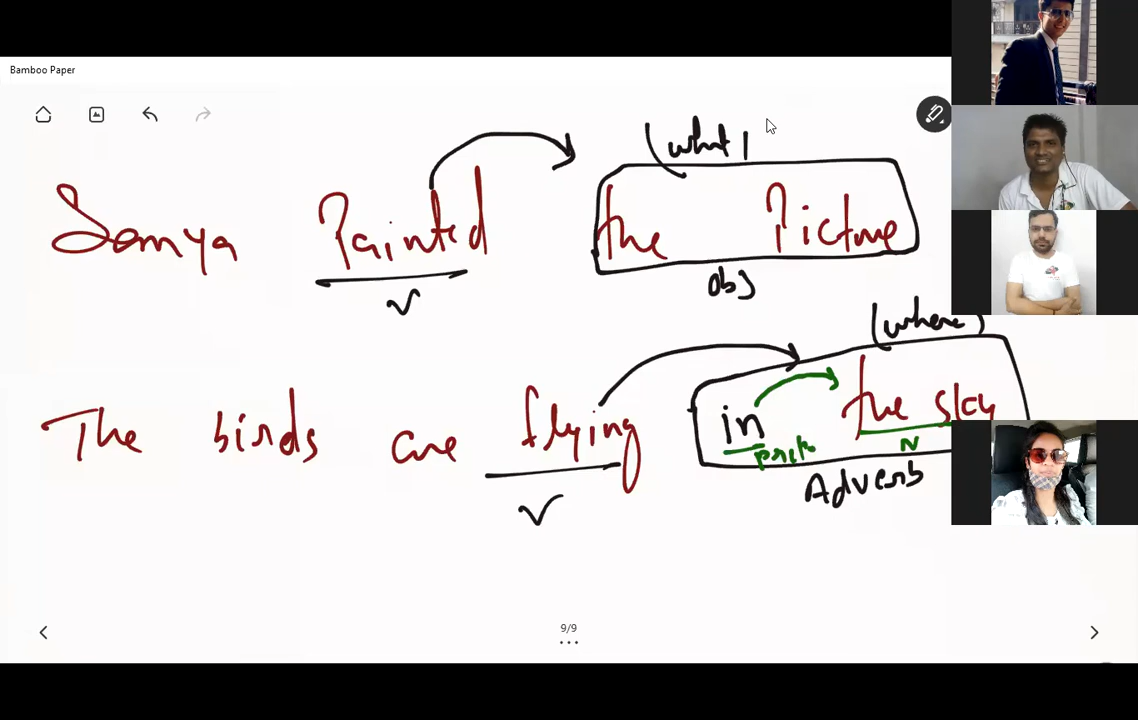 Bamboo Paper
(what)
Somya Painted the Picture
V obj
(where)
The birds are flying in the sky
prep N
V Adverb
9/9